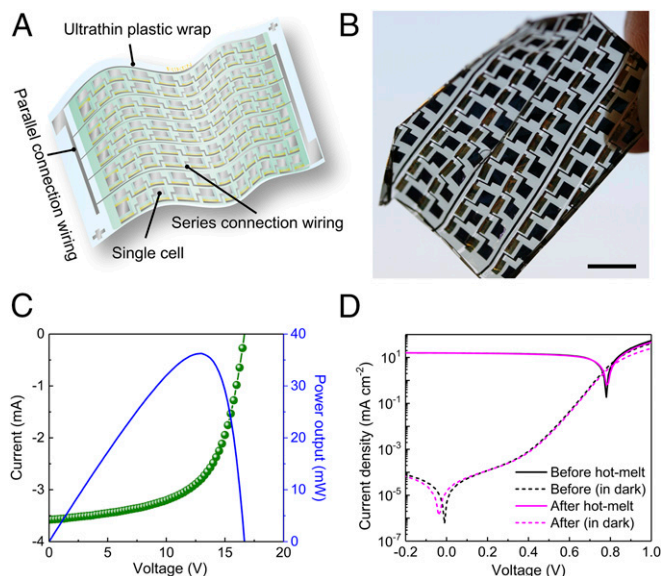 A
Ultrathin plastic wrap
Parallel connection
wiring
Series connection wiring
Single cell
B
C
0
-1
-2
-3
-4
Current (mA)
0
5
10
15
20
Voltage (V)
40
30
20
10
0
Power output (mW)
D
10¹
10⁻¹
10⁻³
10⁻⁵
10⁻⁷
Current density (mA cm⁻²)
-0.2
0.0
0.2
0.4
0.6
0.8
1.0
Voltage (V)
Before hot-melt
Before (in dark)
After hot-melt
After (in dark)